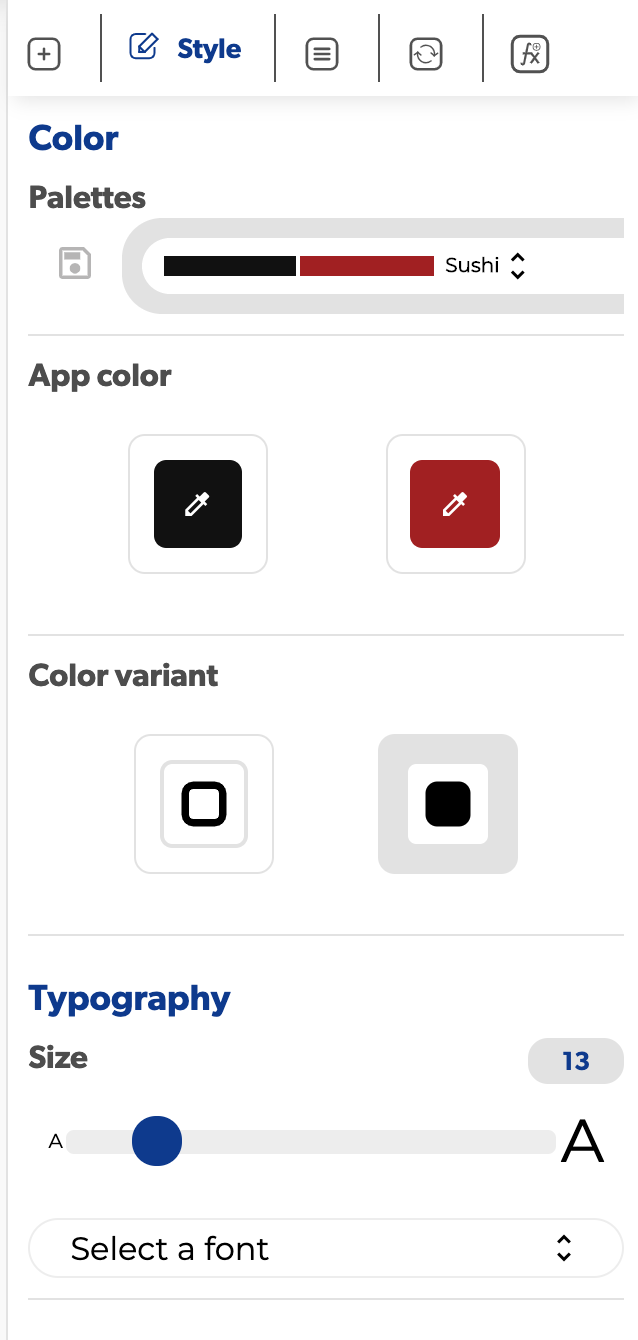 Style
Color
Palettes
Sushi
App color
Color variant
Typography
Size
13
A
A
Select a font